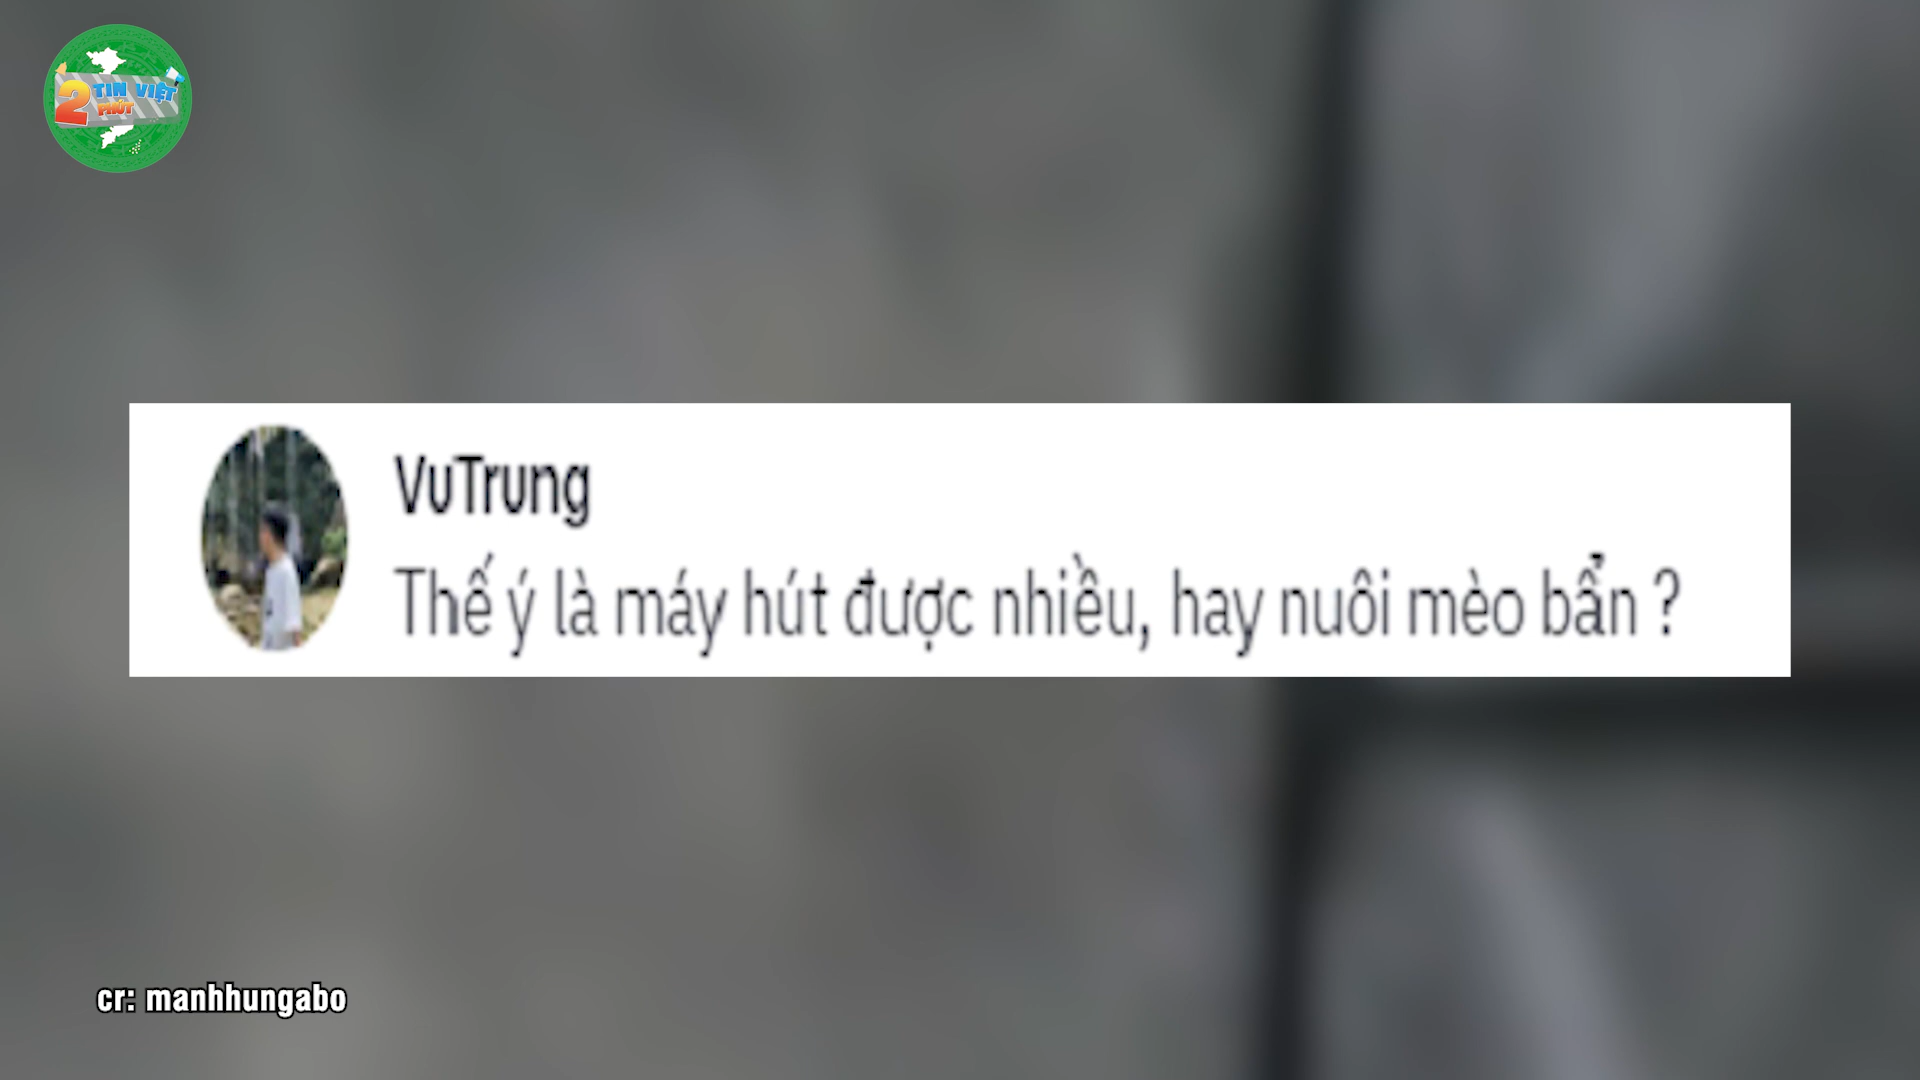 2 PHÚT
TIN VIỆT
VuTrung
Thế ý là máy hút được nhiều, hay nuôi mèo bẩn ?
cr: manhhungabo